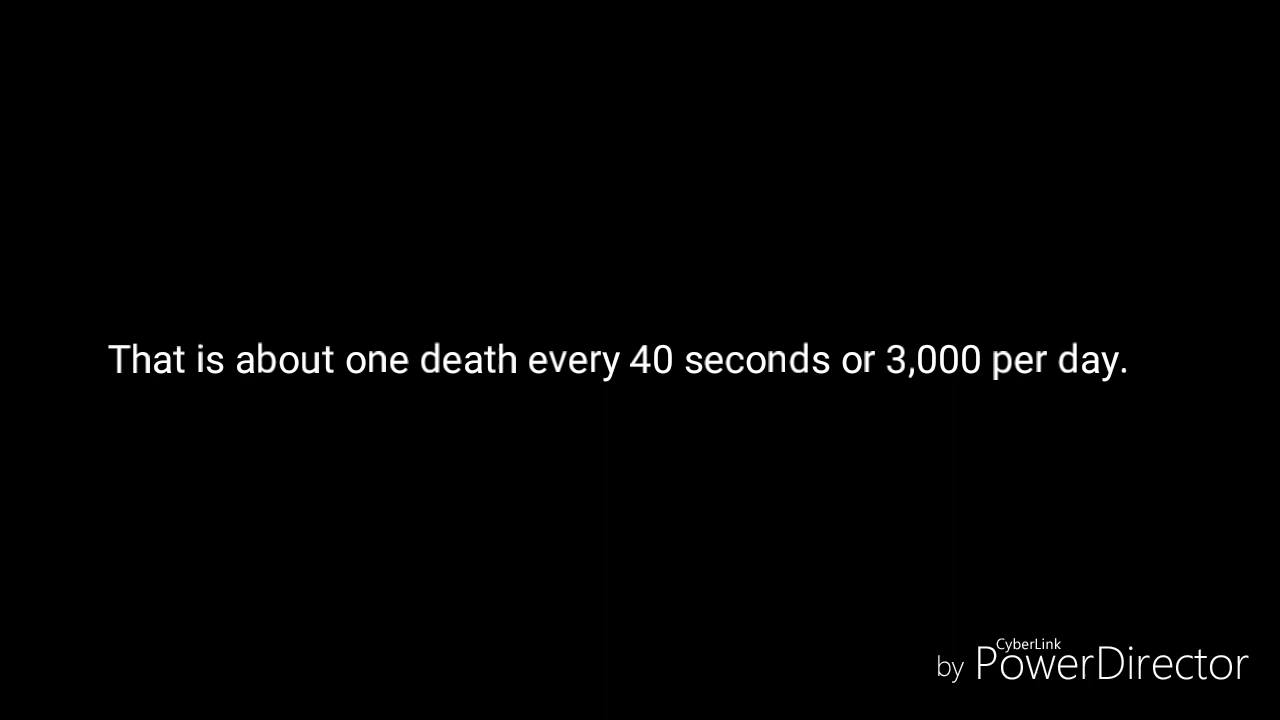 That is about one death every 40 seconds or 3,000 per day.
CyberLink
by PowerDirector